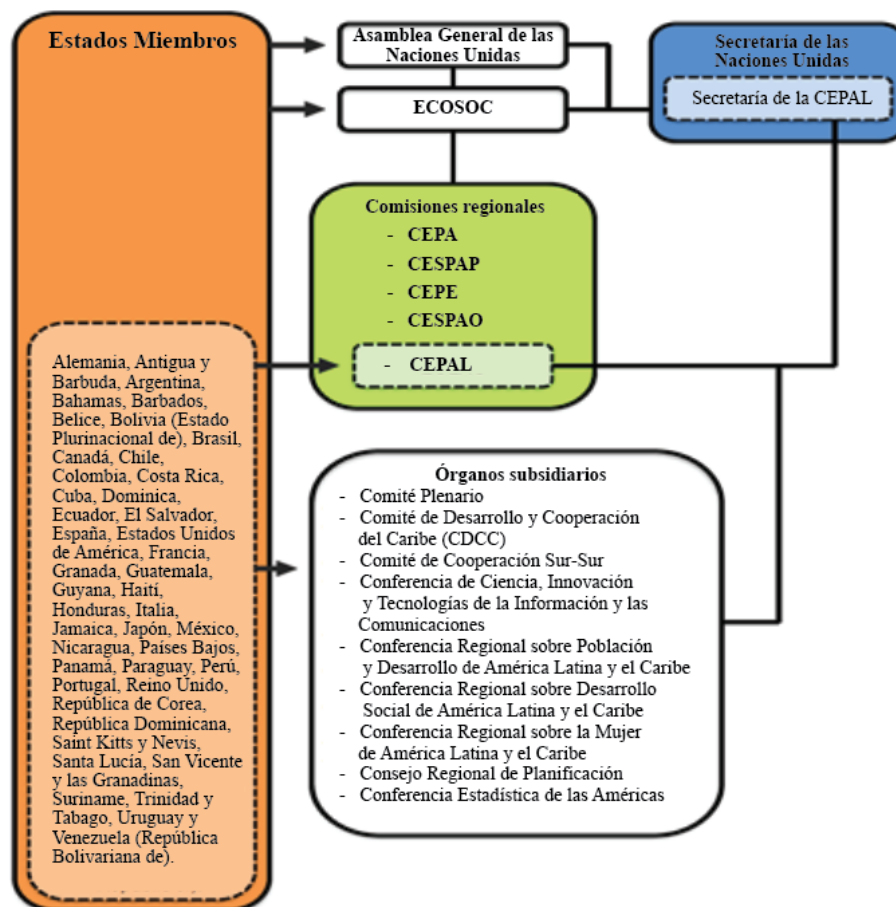 Estados Miembros
Alemania, Antigua y
Barbuda, Argentina,
Bahamas, Barbados,
Belice, Bolivia (Estado
Plurinacional de), Brasil,
Canadá, Chile,
Colombia, Costa Rica,
Cuba, Dominica,
Ecuador, El Salvador,
España, Estados Unidos
de América, Francia,
Granada, Guatemala,
Guyana, Haití,
Honduras, Italia,
Jamaica, Japón, México,
Nicaragua, Países Bajos,
Panamá, Paraguay, Perú,
Portugal, Reino Unido,
República de Corea,
República Dominicana,
Saint Kitts y Nevis,
Santa Lucía, San Vicente
y las Granadinas,
Suriname, Trinidad y
Tabago, Uruguay y
Venezuela (República
Bolivariana de).
Asamblea General de las
Naciones Unidas
ECOSOC
Secretaría de las
Naciones Unidas
Secretaría de la CEPAL
Comisiones regionales
- CEPA
- CESPAP
- CEPE
- CESPAO
- CEPAL
Órganos subsidiarios
- Comité Plenario
- Comité de Desarrollo y Cooperación
del Caribe (CDCC)
- Comité de Cooperación Sur-Sur
- Conferencia de Ciencia, Innovación
y Tecnologías de la Información y las
Comunicaciones
- Conferencia Regional sobre Población
y Desarrollo de América Latina y el Caribe
- Conferencia Regional sobre Desarrollo
Social de América Latina y el Caribe
- Conferencia Regional sobre la Mujer
de América Latina y el Caribe
- Consejo Regional de Planificación
- Conferencia Estadística de las Américas